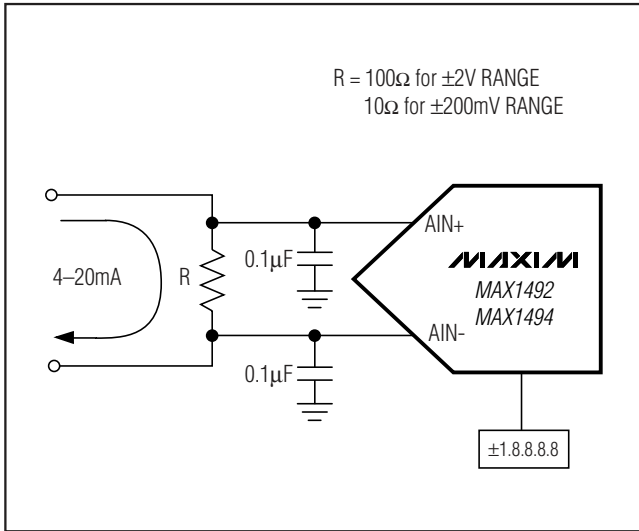 R = 100Ω for ±2V RANGE
10Ω for ±200mV RANGE
AIN+
0.1µF
4–20mA
R
MAXIM
MAX1492
MAX1494
AIN-
0.1µF
±1.8.8.8.8